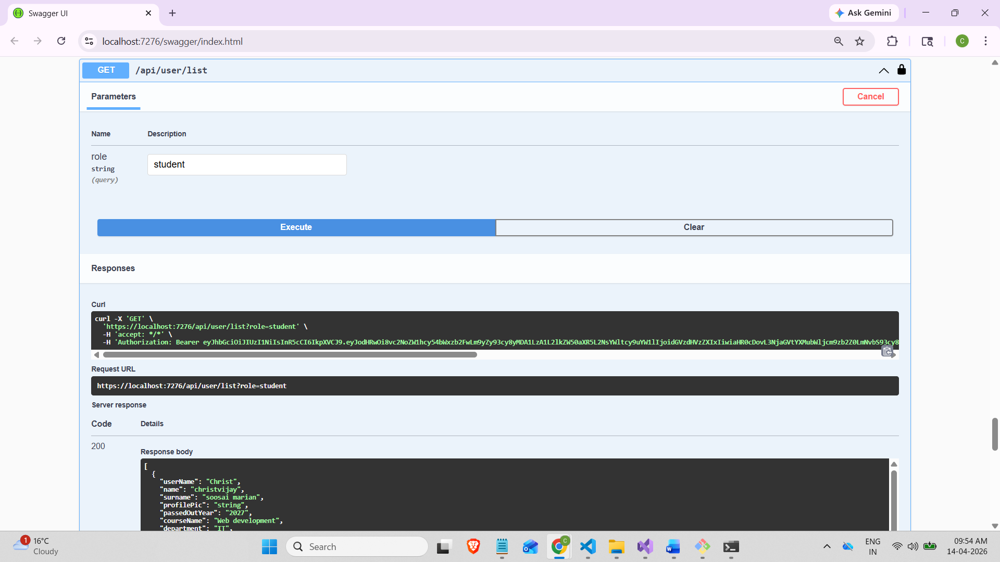 Swagger UI
Ask Gemini
localhost:7276/swagger/index.html
C
GET /api/user/list
Parameters
Cancel
Name Description
role
string
(query)
student
Execute
Clear
Responses
Curl
curl -X 'GET' \
'https://localhost:7276/api/user/list?role=student' \
-H 'accept: */*' \
-H 'Authorization: Bearer eyJhbGciOiJIUzI1NiIsInR5cCI6IkpXVCJ9.eyJodHRwOi8vc2NoZW1hcy54bWxzb2FwLm9yZy93cy8yMDA1LzA1L2lkZW50aXR5L2NsYWltcy9uYW1lIjoidGVzdHVzZXIxIiwiaHR0cDovL3NjaGVtYXMubWljcm9zb2Z0LmNvbS93cy8
Request URL
https://localhost:7276/api/user/list?role=student
Server response
Code Details
200
Response body
[
{
"userName": "Christ",
"name": "christvijay",
"surname": "soosai marian",
"profilePic": "string",
"passedOutYear": "2027",
"courseName": "Web development",
"department": "IT",
1
16°C
Cloudy
Search
C
ENG
IN
09:54 AM
14-04-2026